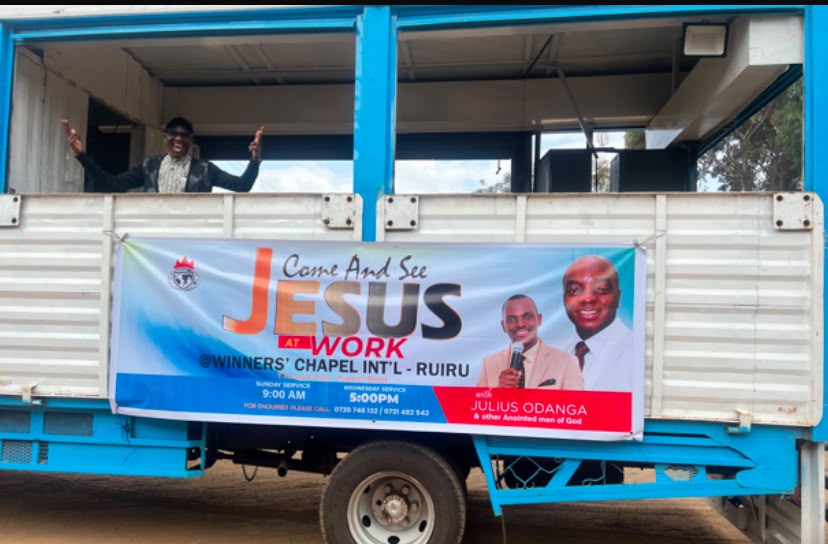 Come And See
JESUS
AT WORK
@WINNERS' CHAPEL INT'L - RUIRU
SUNDAY SERVICE
9:00 AM
WEDNESDAY SERVICE
5:00PM
FOR ENQUIRIES PLEASE CALL. 0720 746 132 / 0721 482 542
with
JULIUS ODANGA
& other Anointed men of God